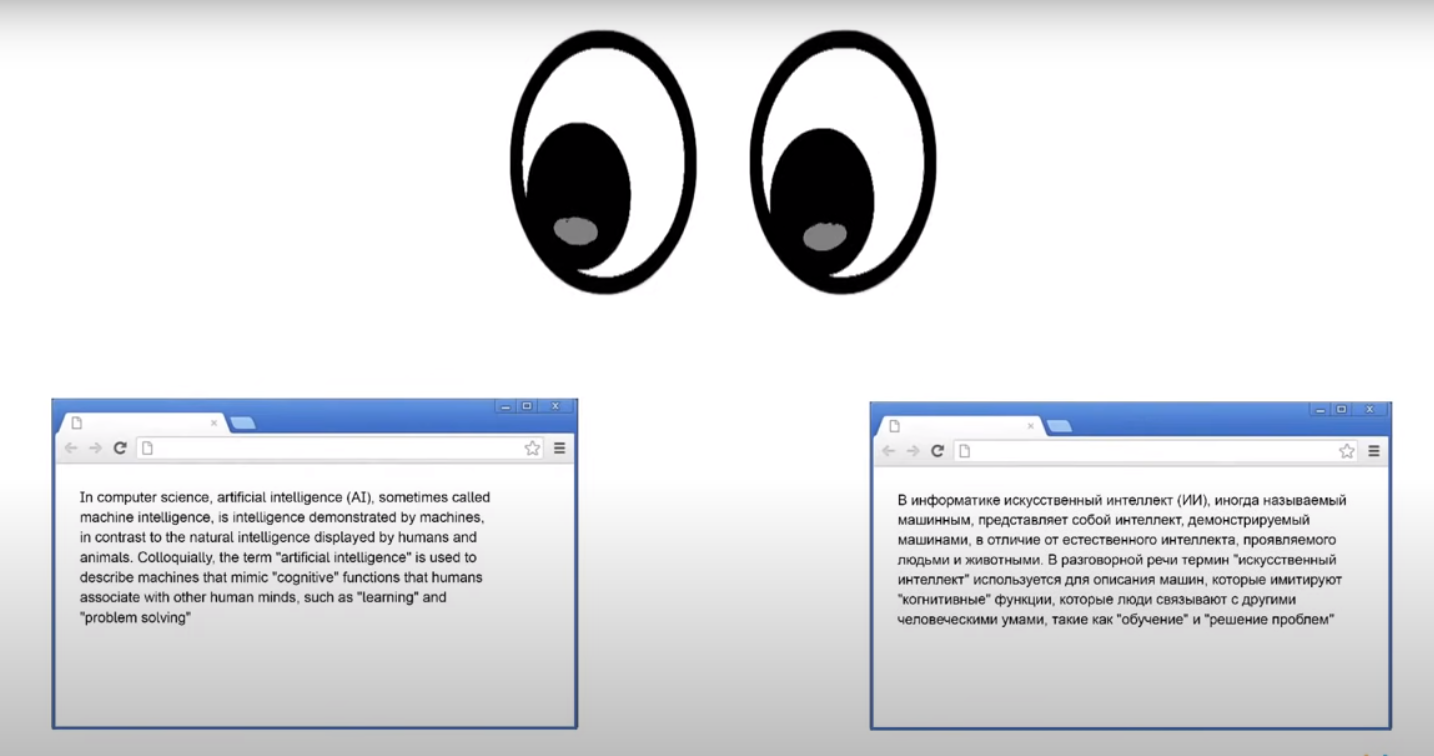 In computer science, artificial intelligence (AI), sometimes called
machine intelligence, is intelligence demonstrated by machines,
in contrast to the natural intelligence displayed by humans and
animals. Colloquially, the term "artificial intelligence" is used to
describe machines that mimic "cognitive" functions that humans
associate with other human minds, such as "learning" and
"problem solving"
В информатике искусственный интеллект (ИИ), иногда называемый
машинным, представляет собой интеллект, демонстрируемый
машинами, в отличие от естественного интеллекта, проявляемого
людьми и животными. В разговорной речи термин "искусственный
интеллект" используется для описания машин, которые имитируют
"когнитивные" функции, которые люди связывают с другими
человеческими умами, такие как "обучение" и "решение проблем"